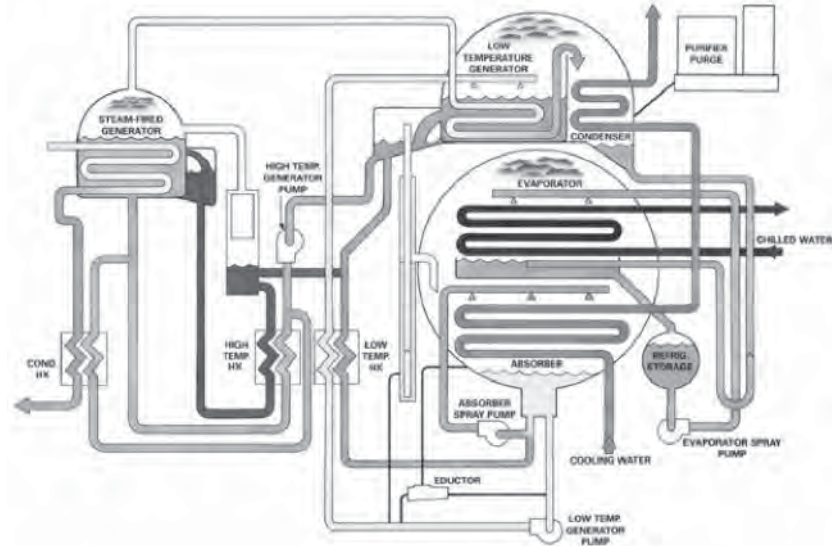 LOW
TEMPERATURE
GENERATOR
PURIFIER
PURGE
STEAM-FIRED
GENERATOR
CONDENSER
HIGH TEMP.
GENERATOR
PUMP
EVAPORATOR
CHILLED WATER
COND.
HX
HIGH
TEMP.
HX
LOW
TEMP.
HX
ABSORBER
REFRIG.
STORAGE
ABSORBER
SPRAY PUMP
COOLING WATER
EVAPORATOR SPRAY
PUMP
EDUCTOR
LOW TEMP.
GENERATOR
PUMP